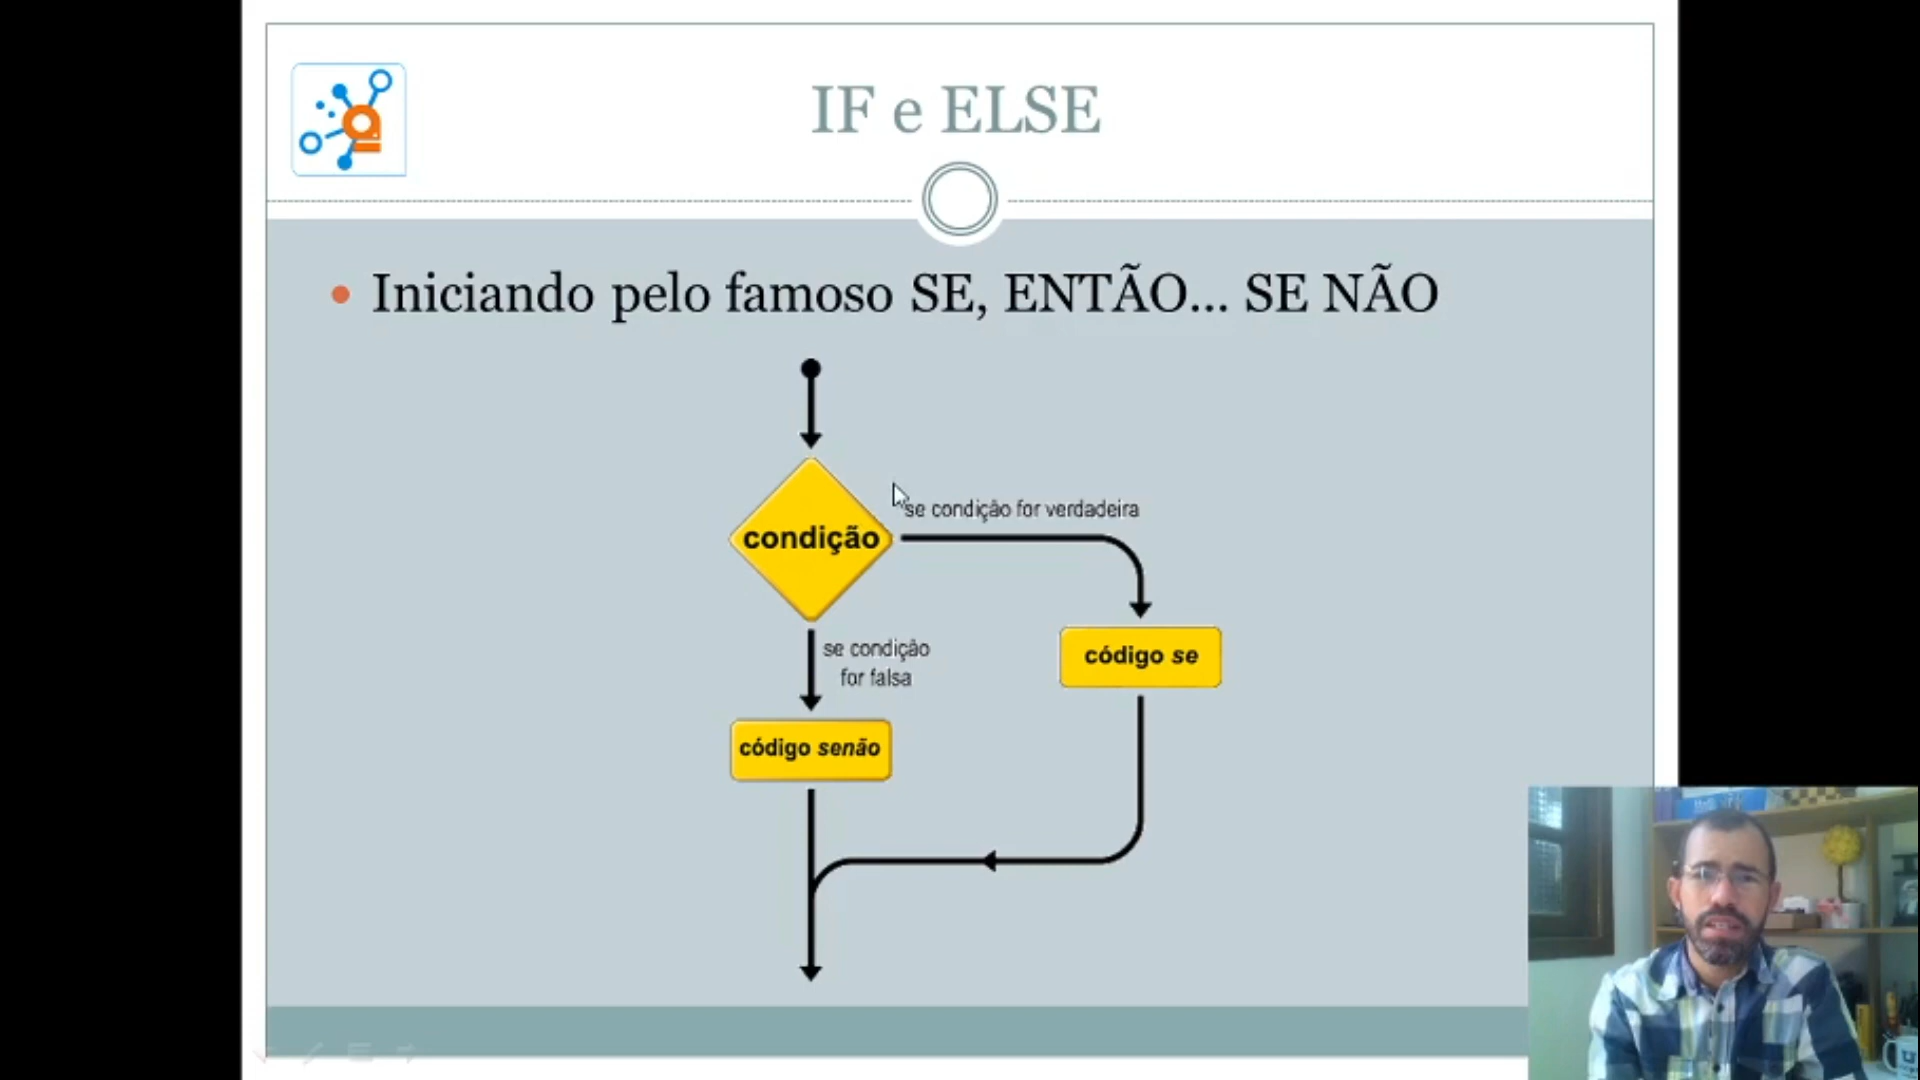 IF e ELSE
• Iniciando pelo famoso SE, ENTÃO... SE NÃO
se condição for verdadeira
condição
se condição
for falsa
código se
código senão